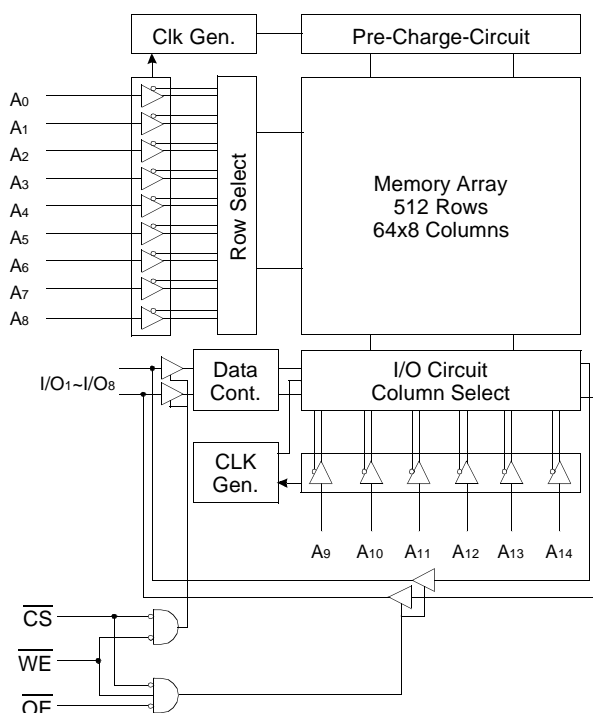 Clk Gen.
Pre-Charge-Circuit
A0
A1
A2
A3
A4
A5
A6
A7
A8
Row Select
Memory Array
512 Rows
64x8 Columns
I/O1~I/O8
Data
Cont.
I/O Circuit
Column Select
CLK
Gen.
A9
A10
A11
A12
A13
A14
CS
WE
OE